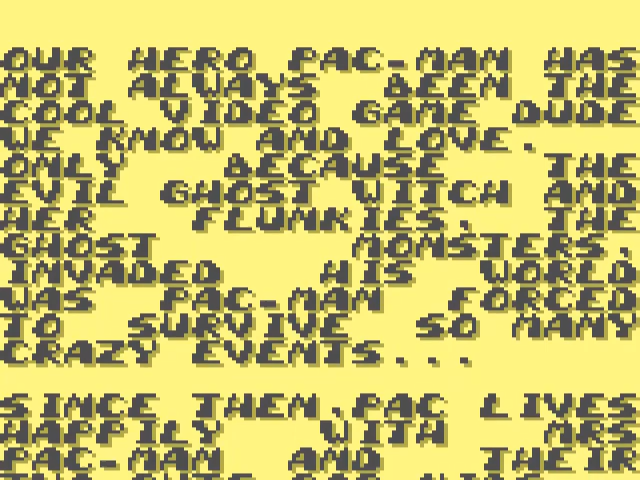 OUR HERO PAC-MAN HAS
NOT ALWAYS BEEN THE
COOL VIDEO GAME DUDE
WE KNOW AND LOVE.
ONLY BECAUSE THE
EVIL GHOST WITCH AND
HER FLUNKIES, THE
GHOST MONSTERS,
INVADED HIS WORLD
WAS PAC-MAN FORCED
TO SURVIVE SO MANY
CRAZY EVENTS...
SINCE THEN,PAC LIVES
HAPPILY WITH MRS
PAC-MAN AND THEIR